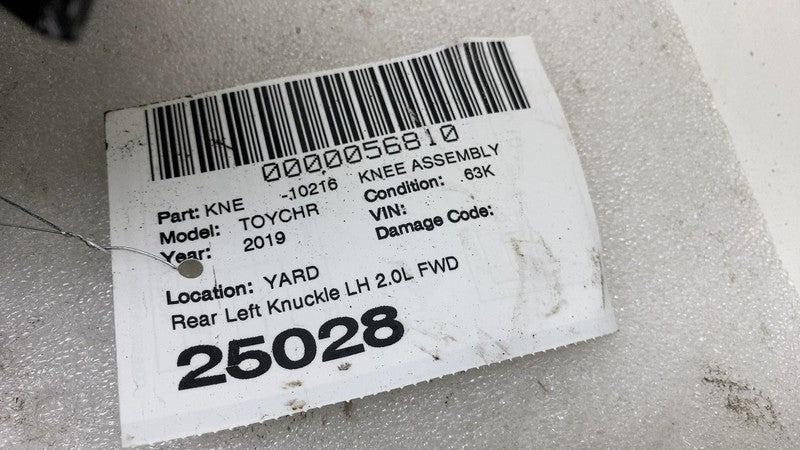 0000056810
Part: KNE -10216 KNEE ASSEMBLY
Model: TOYCHR Condition: 63K
Year: 2019 VIN:
Damage Code:
Location: YARD
Rear Left Knuckle LH 2.0L FWD
25028